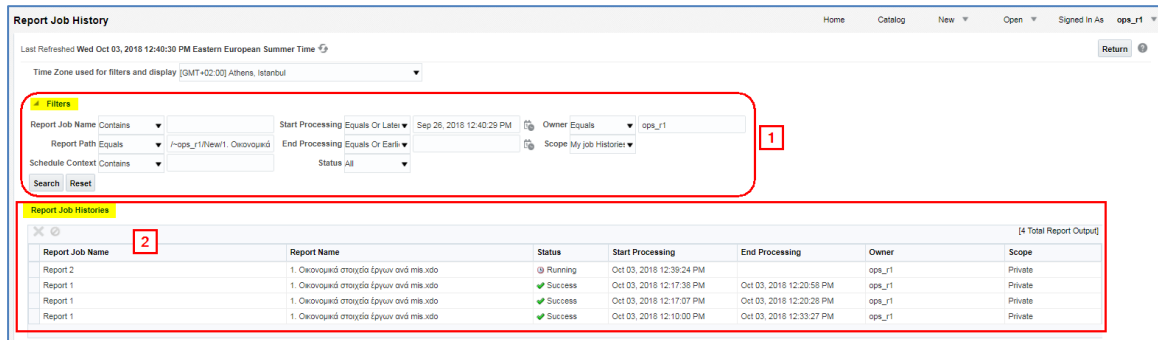 Report Job History Home Catalog New Open Signed In As ops_r1
Last Refreshed Wed Oct 03, 2018 12:40:30 PM Eastern European Summer Time Return
Time Zone used for filters and display [GMT+02:00] Athens, Istanbul
Filters
Report Job Name Contains Start Processing Equals Or Later Sep 26, 2018 12:40:29 PM Owner Equals ops_r1
1
Report Path Equals /~ops_r1/New/1. Οικονομικά End Processing Equals Or Earli Scope My job Histories
Schedule Context Contains Status All
Search Reset
Report Job Histories
2
[4 Total Report Output]
Report Job Name Report Name Status Start Processing End Processing Owner Scope
Report 2 1. Οικονομικά στοιχεία έργων ανά mis.xdo Running Oct 03, 2018 12:39:24 PM ops_r1 Private
Report 1 1. Οικονομικά στοιχεία έργων ανά mis.xdo Success Oct 03, 2018 12:17:38 PM Oct 03, 2018 12:20:58 PM ops_r1 Private
Report 1 1. Οικονομικά στοιχεία έργων ανά mis.xdo Success Oct 03, 2018 12:17:07 PM Oct 03, 2018 12:20:28 PM ops_r1 Private
Report 1 1. Οικονομικά στοιχεία έργων ανά mis.xdo Success Oct 03, 2018 12:10:00 PM Oct 03, 2018 12:33:27 PM ops_r1 Private